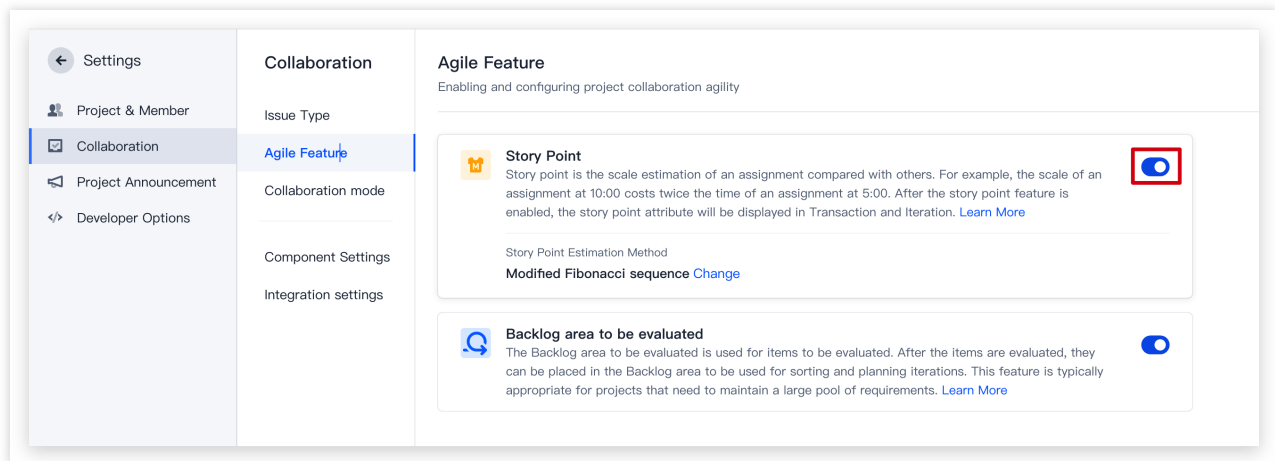 Settings
Project & Member
Collaboration
Project Announcement
Developer Options
Collaboration
Issue Type
Agile Feature
Collaboration mode
Component Settings
Integration settings
Agile Feature
Enabling and configuring project collaboration agility
Story Point
Story point is the scale estimation of an assignment compared with others. For example, the scale of an
assignment at 10:00 costs twice the time of an assignment at 5:00. After the story point feature is
enabled, the story point attribute will be displayed in Transaction and Iteration. Learn More
Story Point Estimation Method
Modified Fibonacci sequence Change
Backlog area to be evaluated
The Backlog area to be evaluated is used for items to be evaluated. After the items are evaluated, they
can be placed in the Backlog area to be used for sorting and planning iterations. This feature is typically
appropriate for projects that need to maintain a large pool of requirements. Learn More